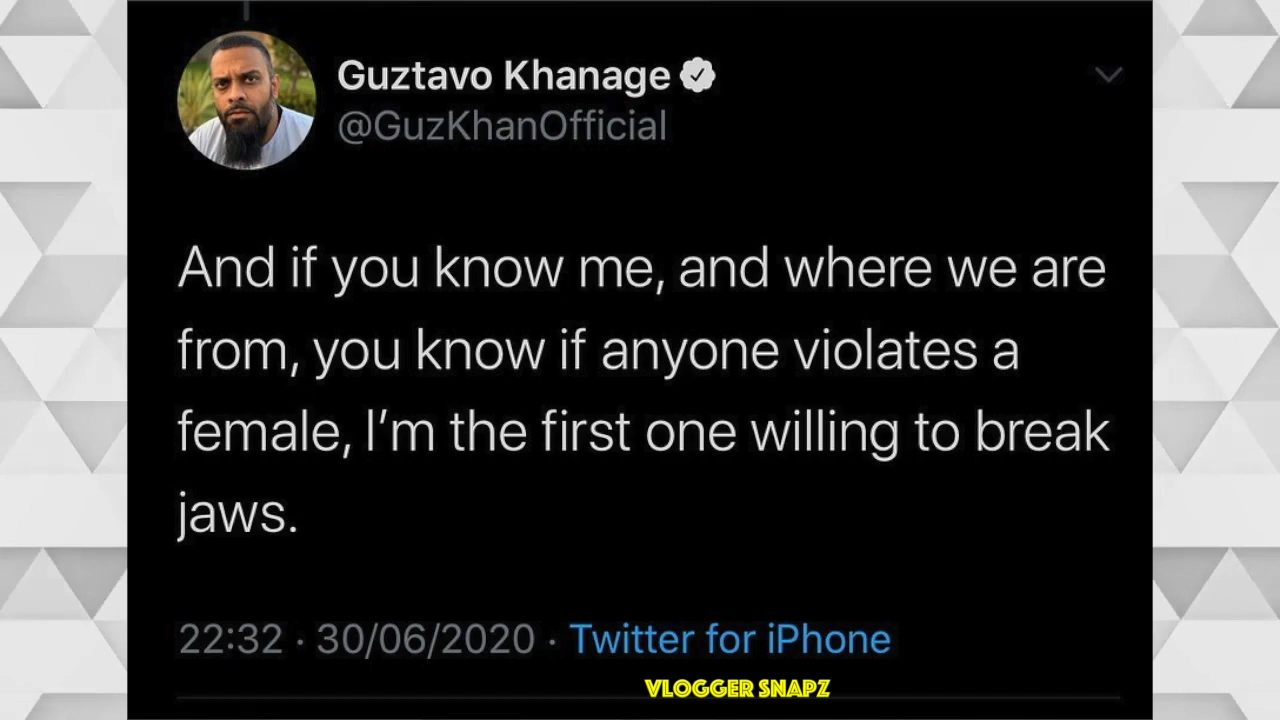 Guztavo Khanage
@GuzKhanOfficial
And if you know me, and where we are
from, you know if anyone violates a
female, I'm the first one willing to break
jaws.
22:32 · 30/06/2020 · Twitter for iPhone
VLOGGER SNAPZ